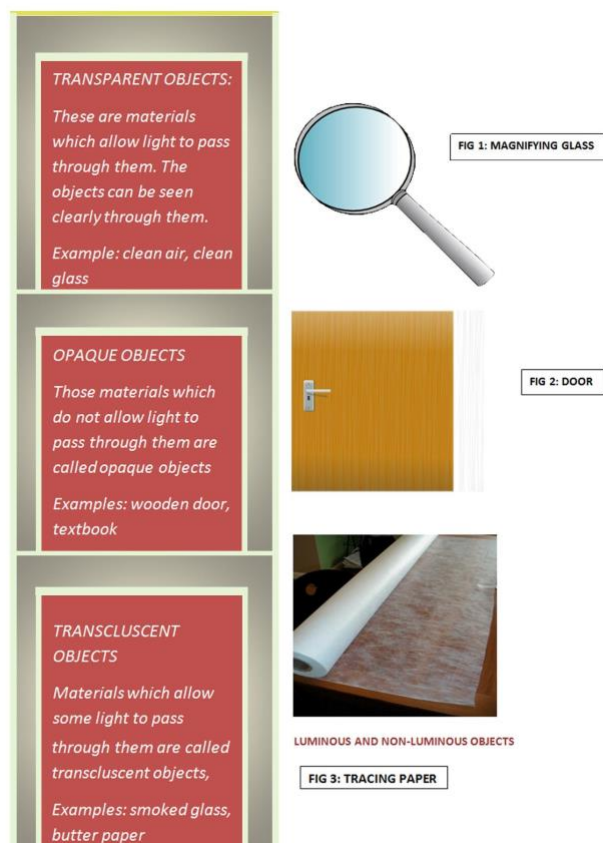 TRANSPARENT OBJECTS:
These are materials
which allow light to pass
through them. The
objects can be seen
clearly through them.
Example: clean air, clean
glass
FIG 1: MAGNIFYING GLASS
OPAQUE OBJECTS
Those materials which
do not allow light to
pass through them are
called opaque objects
Examples: wooden door,
textbook
FIG 2: DOOR
TRANSCLUSCENT
OBJECTS
Materials which allow
some light to pass
through them are called
transcluscent objects,
Examples: smoked glass,
butter paper
LUMINOUS AND NON-LUMINOUS OBJECTS
FIG 3: TRACING PAPER